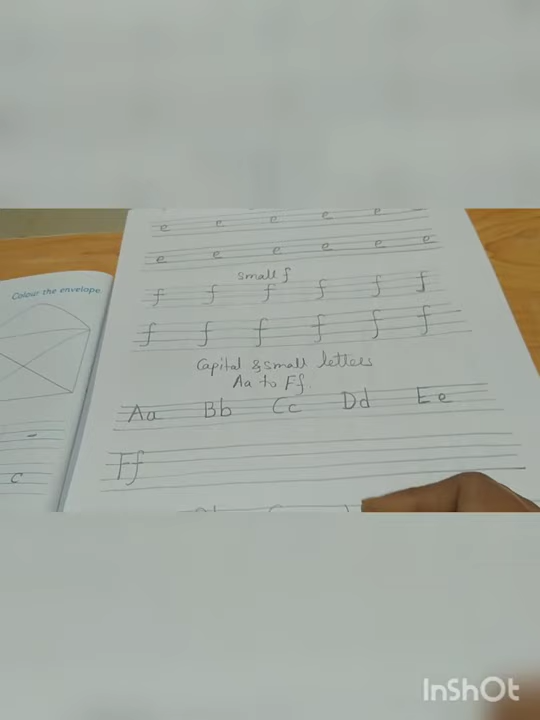 e e e e e
e e e e e e
small f
f f f f f f
f f f f f f
Capital & small letters
Aa to Ff.
Aa Bb Cc Dd Ee
Ff
Colour the envelope
c
InShOt